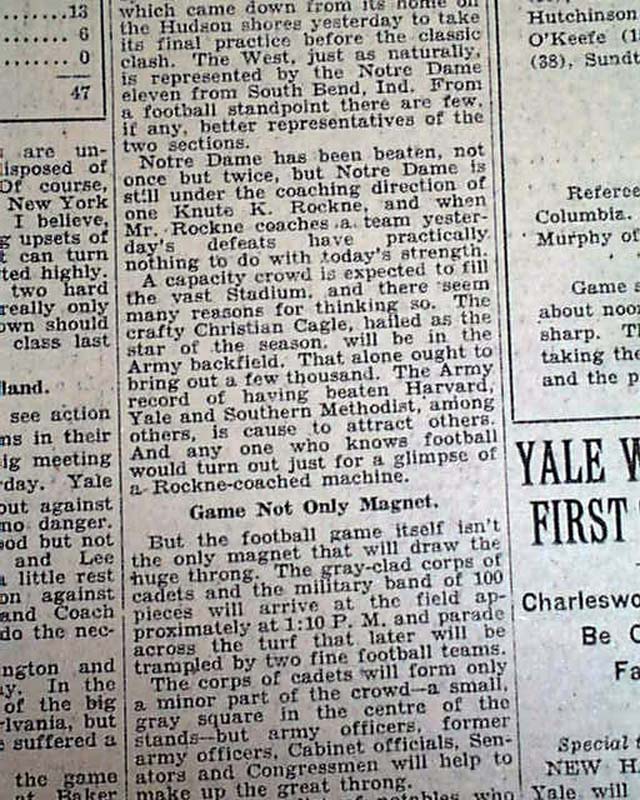 .......13
....... 6
........ 0
47
are un-
isposed of
Of course,
New York
I believe,
g upsets of
t can turn
ted highly.
two hard
really only
own should
class last
land.
see action
ms in their
ig meeting
day. Yale
out against
no danger.
ood but not
and Lee
a little rest
on against
and Coach
do the nec-
ington and
y. In the
of the big
lvania, but
e suffered a
the game
at Baker
which came down from its home on
the Hudson shores yesterday to take
its final practice before the classic
clash. The West, just as naturally,
is represented by the Notre Dame
eleven from South Bend, Ind. From
a football standpoint there are few,
if any, better representatives of the
two sections.
Notre Dame has been beaten, not
once but twice, but Notre Dame is
still under the coaching direction of
one Knute K. Rockne, and when
Mr. Rockne coaches a team yester-
day's defeats have practically
nothing to do with today's strength.
A capacity crowd is expected to fill
the vast Stadium, and there seem
many reasons for thinking so. The
crafty Christian Cagle, hailed as the
star of the season, will be in the
Army backfield. That alone ought to
bring out a few thousand. The Army
record of having beaten Harvard,
Yale and Southern Methodist, among
others, is cause to attract others.
And any one who knows football
would turn out just for a glimpse of
a Rockne-coached machine.
Game Not Only Magnet.
But the football game itself isn't
the only magnet that will draw the
huge throng. The gray-clad corps of
cadets and the military band of 100
pieces will arrive at the field ap-
proximately at 1:10 P. M. and parade
across the turf that later will be
trampled by two fine football teams.
The corps of cadets will form only
a minor part of the crowd—a small,
gray square in the centre of the
stands—but army officers, former
army officers, Cabinet officials, Sen-
ators and Congressmen will help to
make up the great throng.
notables who
Hutchinson
O'Keefe (1
(38), Sundt
Referee
Columbia.
Murphy of
Game s
about noon
sharp. T
taking the
and the p
YALE W
FIRST
Charleswo
Be C
Fa
Special t
NEW HA
Yale will